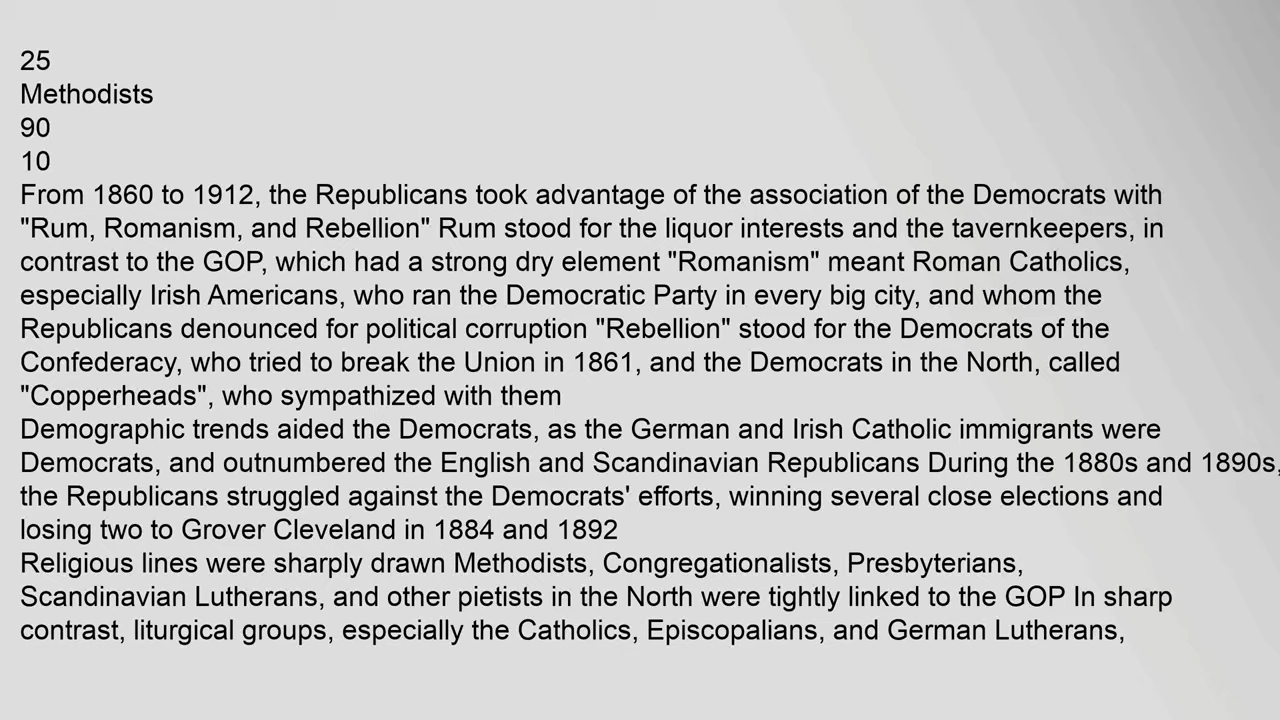 25
Methodists
90
10
From 1860 to 1912, the Republicans took advantage of the association of the Democrats with
"Rum, Romanism, and Rebellion" Rum stood for the liquor interests and the tavernkeepers, in
contrast to the GOP, which had a strong dry element "Romanism" meant Roman Catholics,
especially Irish Americans, who ran the Democratic Party in every big city, and whom the
Republicans denounced for political corruption "Rebellion" stood for the Democrats of the
Confederacy, who tried to break the Union in 1861, and the Democrats in the North, called
"Copperheads", who sympathized with them
Demographic trends aided the Democrats, as the German and Irish Catholic immigrants were
Democrats, and outnumbered the English and Scandinavian Republicans During the 1880s and 1890s,
the Republicans struggled against the Democrats' efforts, winning several close elections and
losing two to Grover Cleveland in 1884 and 1892
Religious lines were sharply drawn Methodists, Congregationalists, Presbyterians,
Scandinavian Lutherans, and other pietists in the North were tightly linked to the GOP In sharp
contrast, liturgical groups, especially the Catholics, Episcopalians, and German Lutherans,